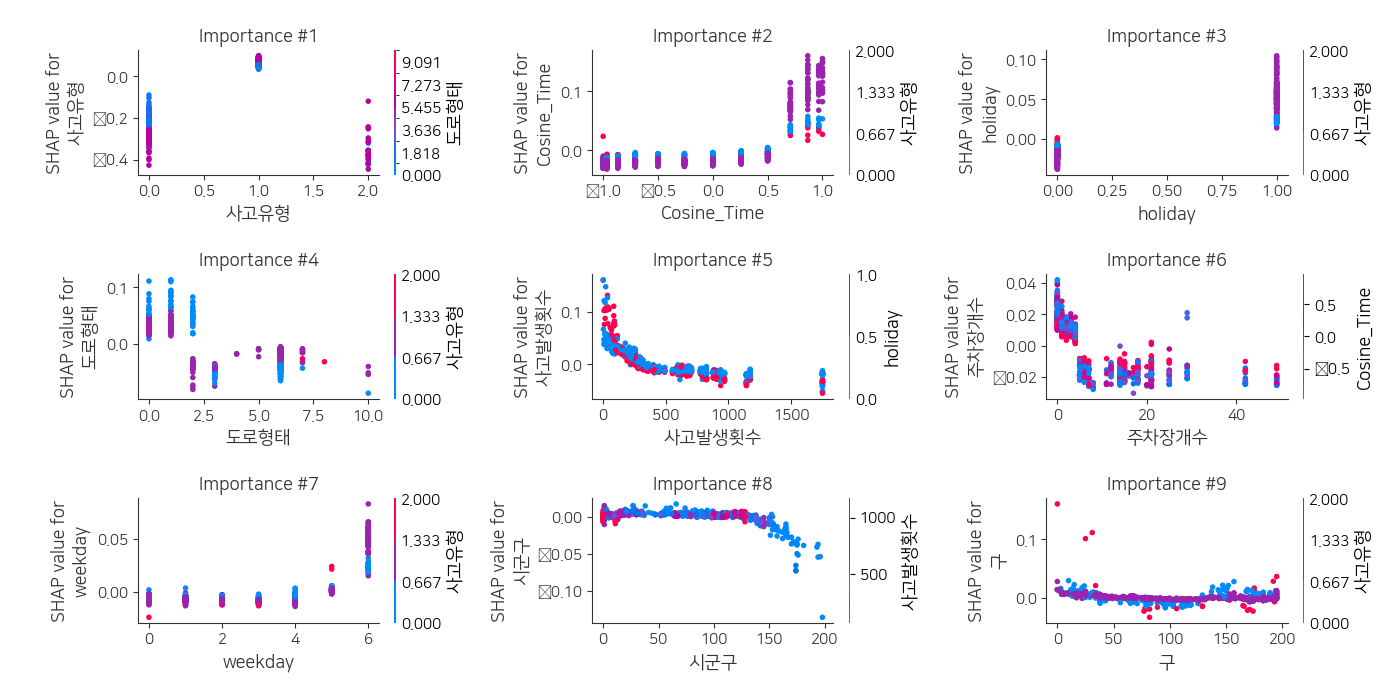 Importance #1
SHAP value for
사고유형
0.0
0.2
0.4
0.0
0.5
1.0
1.5
2.0
사고유형
9.091
7.273
5.455
3.636
1.818
0.000
도로형태
Importance #2
SHAP value for
Cosine_Time
0.1
0.0
1.0
0.5
0.0
0.5
1.0
Cosine_Time
2.000
1.333
0.667
0.000
사고유형
Importance #3
SHAP value for
holiday
0.10
0.05
0.00
0.00
0.25
0.50
0.75
1.00
holiday
2.000
1.333
0.667
0.000
사고유형
Importance #4
SHAP value for
도로형태
0.1
0.0
0.0
2.5
5.0
7.5
10.0
도로형태
2.000
1.333
0.667
0.000
사고유형
Importance #5
SHAP value for
사고발생횟수
0.1
0.0
0
500
1000
1500
사고발생횟수
1.0
0.5
0.0
holiday
Importance #6
SHAP value for
주차장개수
0.04
0.02
0.00
0.02
0
20
40
주차장개수
0.5
0.0
0.5
Cosine_Time
Importance #7
SHAP value for
weekday
0.05
0.00
0
2
4
6
weekday
2.000
1.333
0.667
0.000
사고유형
Importance #8
SHAP value for
시군구
0.00
0.05
0.10
0
50
100
150
200
시군구
1000
500
사고발생횟수
Importance #9
SHAP value for
구
0.1
0.0
0
50
100
150
200
구
2.000
1.333
0.667
0.000
사고유형